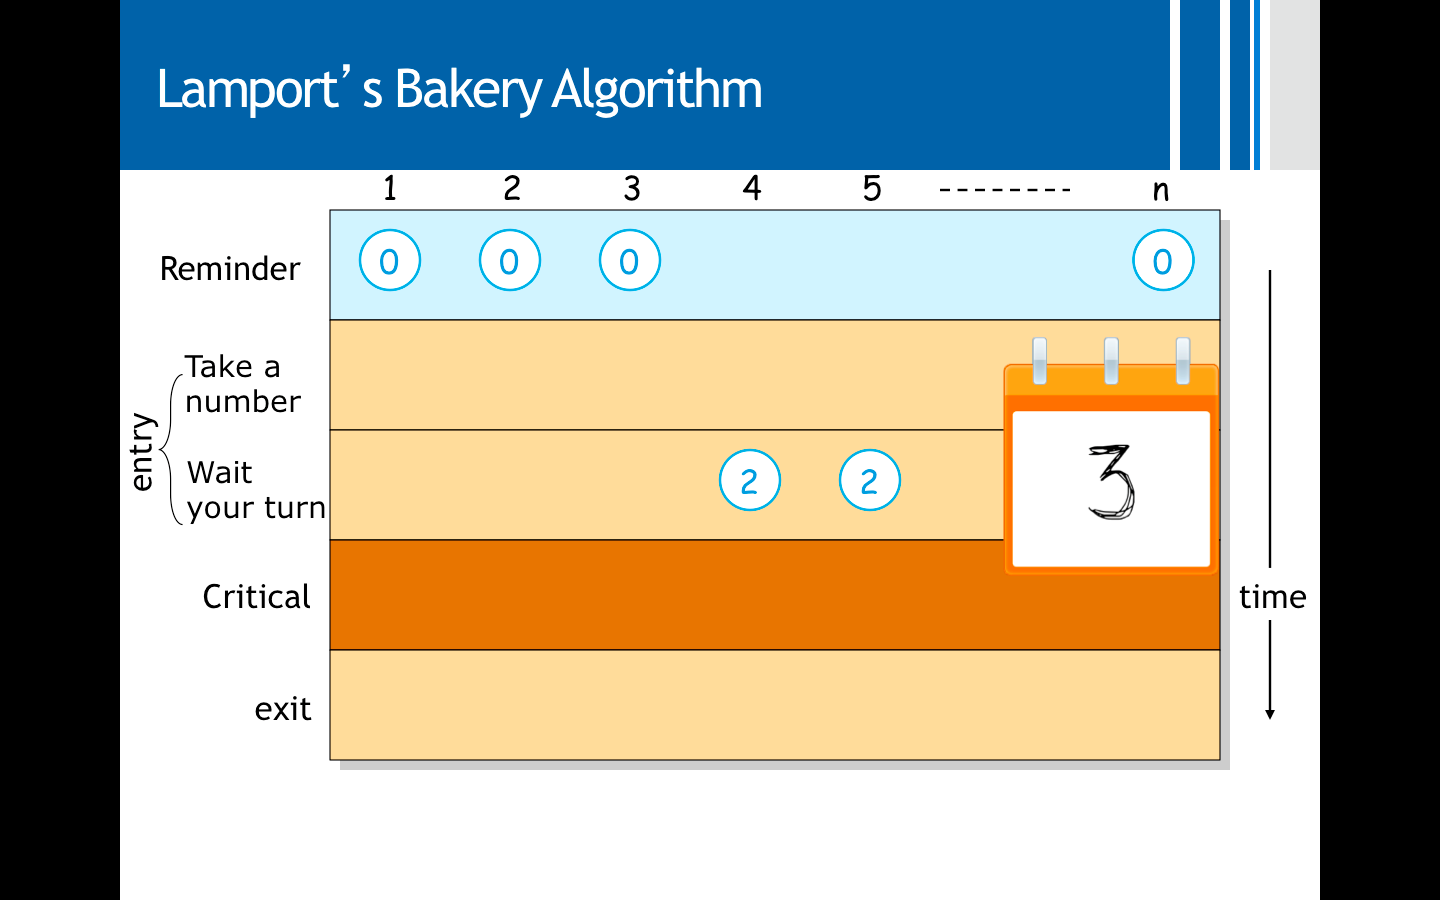 Lamport’s Bakery Algorithm
1 2 3 4 5 -------- n
Reminder
0 0 0 0
entry
Take a
number
Wait
your turn
2 2
3
Critical
time
exit